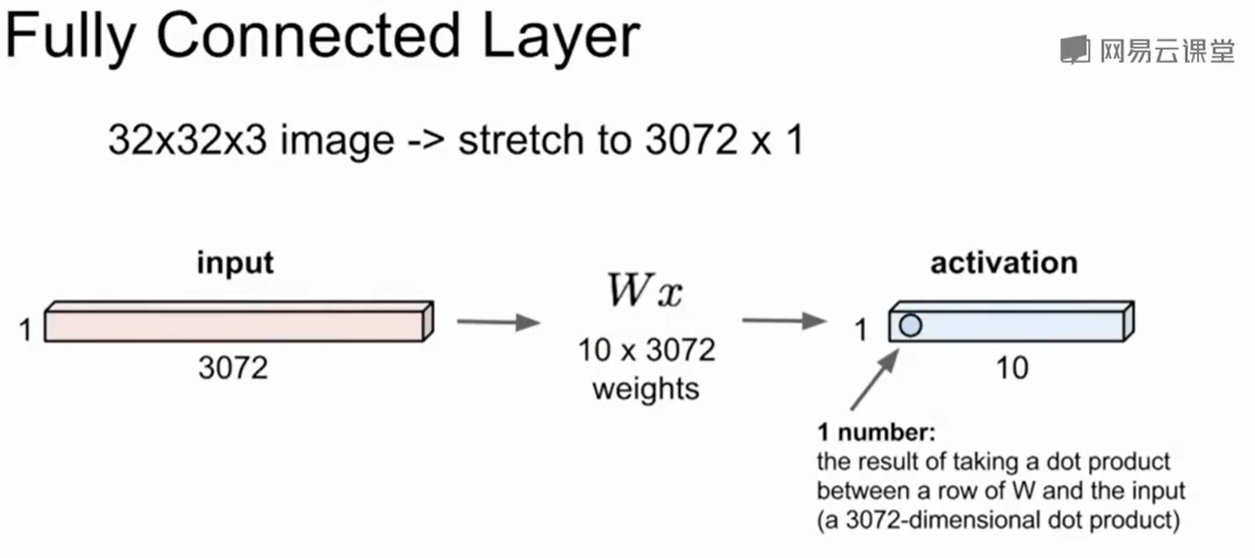 Fully Connected Layer
网易云课堂
32x32x3 image -> stretch to 3072 x 1
input
1
3072
Wx
10 x 3072
weights
activation
1
10
1 number:
the result of taking a dot product
between a row of W and the input
(a 3072-dimensional dot product)